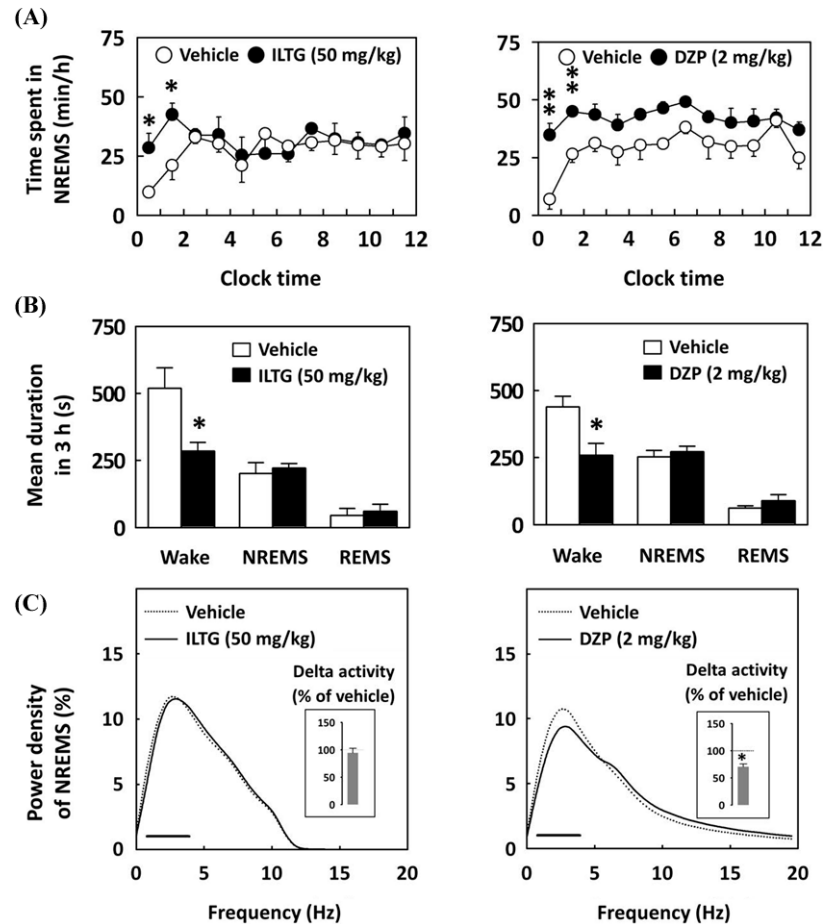 (A)
Time spent in
NREMS (min/h)
75
50
25
0
Vehicle ILTG (50 mg/kg)
*
*
0 2 4 6 8 10 12
Clock time
75
50
25
0
Vehicle DZP (2 mg/kg)
**
**
0 2 4 6 8 10 12
Clock time
(B)
Mean duration
in 3 h (s)
750
500
250
0
Vehicle
ILTG (50 mg/kg)
*
Wake NREMS REMS
750
500
250
0
Vehicle
DZP (2 mg/kg)
*
Wake NREMS REMS
(C)
Power density
of NREMS (%)
15
10
5
0
Vehicle
ILTG (50 mg/kg)
Delta activity
(% of vehicle)
150
100
50
0
0 5 10 15 20
Frequency (Hz)
15
10
5
0
Vehicle
DZP (2 mg/kg)
Delta activity
(% of vehicle)
150
100
50
0
*
0 5 10 15 20
Frequency (Hz)